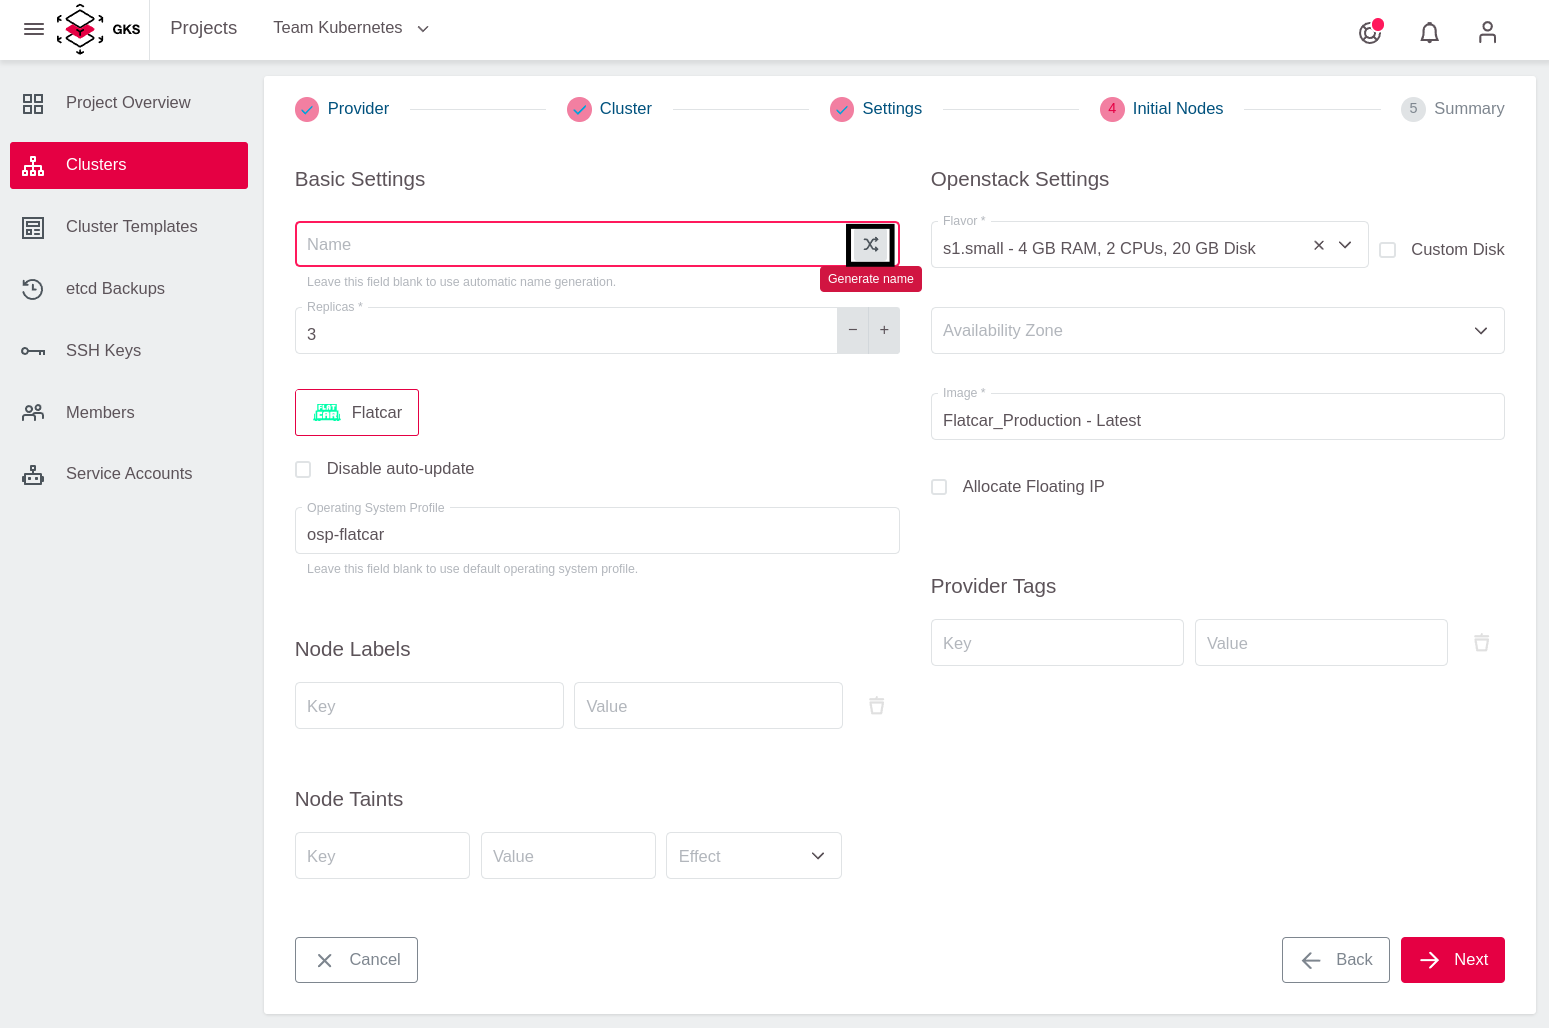 GKS
Projects
Team Kubernetes
Project Overview
Clusters
Cluster Templates
etcd Backups
SSH Keys
Members
Service Accounts
Provider
Cluster
Settings
4 Initial Nodes
5 Summary
Basic Settings
Name
Generate name
Leave this field blank to use automatic name generation.
Replicas *
3
− +
FLAT
CAR
Flatcar
Disable auto-update
Operating System Profile
osp-flatcar
Leave this field blank to use default operating system profile.
Node Labels
Key
Value
Node Taints
Key
Value
Effect
Openstack Settings
Flavor *
s1.small - 4 GB RAM, 2 CPUs, 20 GB Disk
Custom Disk
Availability Zone
Image *
Flatcar_Production - Latest
Allocate Floating IP
Provider Tags
Key
Value
Cancel
Back
Next